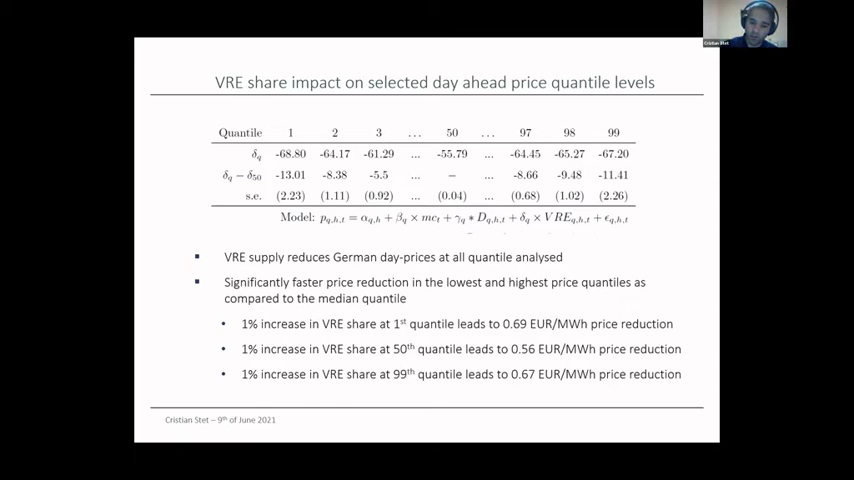 Cristian Stet
VRE share impact on selected day ahead price quantile levels
Quantile 1 2 3 ... 50 ... 97 98 99
δq -68.80 -64.17 -61.29 ... -55.79 ... -64.45 -65.27 -67.20
δq − δ50 -13.01 -8.38 -5.5 ... − ... -8.66 -9.48 -11.41
s.e. (2.23) (1.11) (0.92) ... (0.04) ... (0.68) (1.02) (2.26)
Model: pq,h,t = αq,h + βq × mct + γq ∗ Dq,h,t + δq × VREq,h,t + ϵq,h,t
▪ VRE supply reduces German day-prices at all quantile analysed
▪ Significantly faster price reduction in the lowest and highest price quantiles as
compared to the median quantile
• 1% increase in VRE share at 1st quantile leads to 0.69 EUR/MWh price reduction
• 1% increase in VRE share at 50th quantile leads to 0.56 EUR/MWh price reduction
• 1% increase in VRE share at 99th quantile leads to 0.67 EUR/MWh price reduction
Cristian Stet – 9th of June 2021